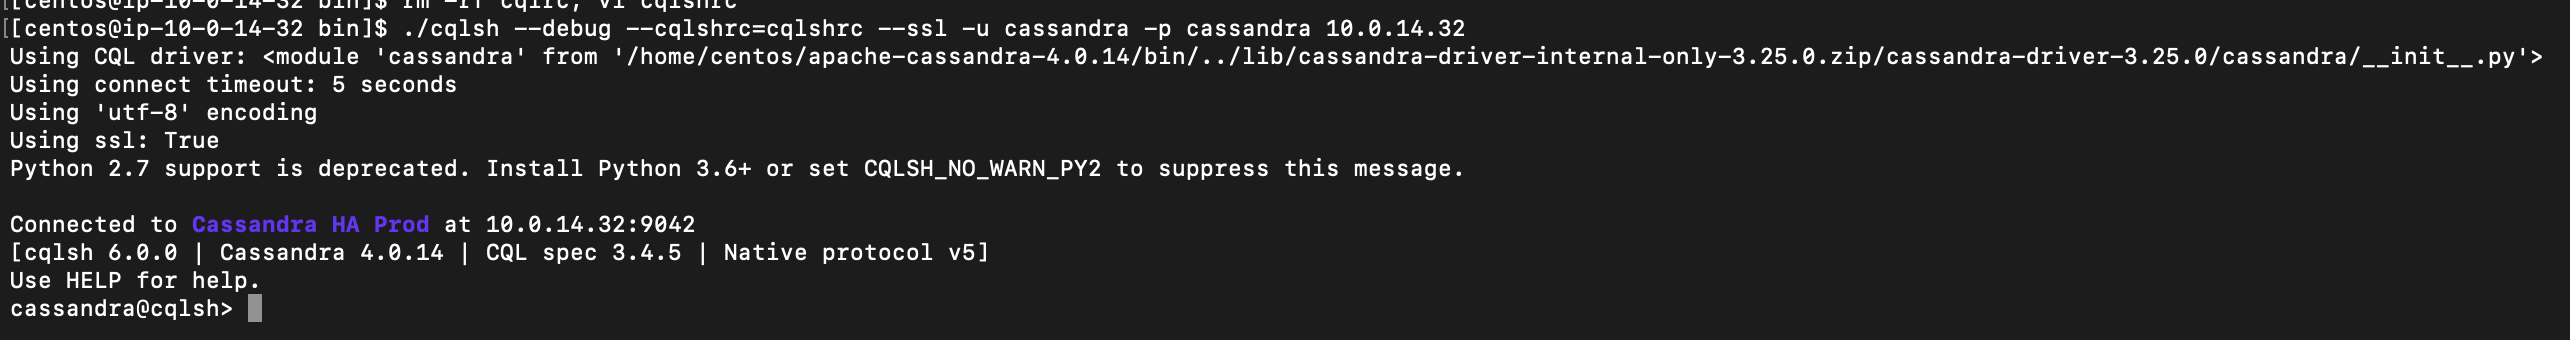 [[centos@ip-10-0-14-32 bin]$ rm -rf cqlrc; vi cqlshrc
[[centos@ip-10-0-14-32 bin]$ ./cqlsh --debug --cqlshrc=cqlshrc --ssl -u cassandra -p cassandra 10.0.14.32
Using CQL driver: <module 'cassandra' from '/home/centos/apache-cassandra-4.0.14/bin/../lib/cassandra-driver-internal-only-3.25.0.zip/cassandra-driver-3.25.0/cassandra/__init__.py'>
Using connect timeout: 5 seconds
Using 'utf-8' encoding
Using ssl: True
Python 2.7 support is deprecated. Install Python 3.6+ or set CQLSH_NO_WARN_PY2 to suppress this message.
Connected to Cassandra HA Prod at 10.0.14.32:9042
[cqlsh 6.0.0 | Cassandra 4.0.14 | CQL spec 3.4.5 | Native protocol v5]
Use HELP for help.
cassandra@cqlsh>